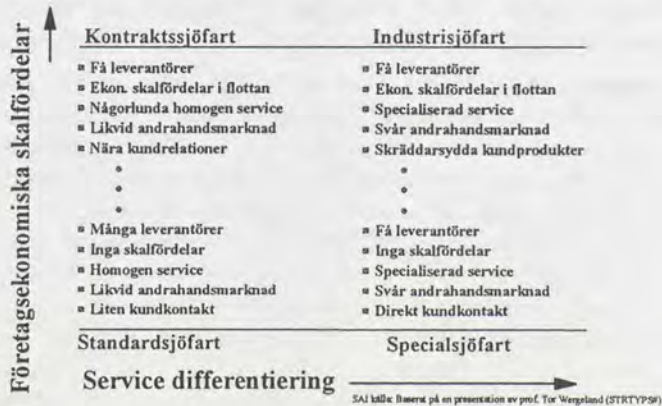 Företagsekonomiska skalfördelar
Kontraktssjöfart
Få leverantörer
Ekon. skalfördelar i flottan
Någorlunda homogen service
Likvid andrahandsmarknad
Nära kundrelationer
Många leverantörer
Inga skalfördelar
Homogen service
Likvid andrahandsmarknad
Liten kundkontakt
Standardsjöfart
Industrisjöfart
Få leverantörer
Ekon. skalfördelar i flottan
Specialiserad service
Svår andrahandsmarknad
Skräddarsydda kundprodukter
Få leverantörer
Inga skalfördelar
Specialiserad service
Svår andrahandsmarknad
Direkt kundkontakt
Specialsjöfart
Service differentiering
SAI källa: Baserat på en presentation av prof. Tor Wergeland (STRTYPS#)